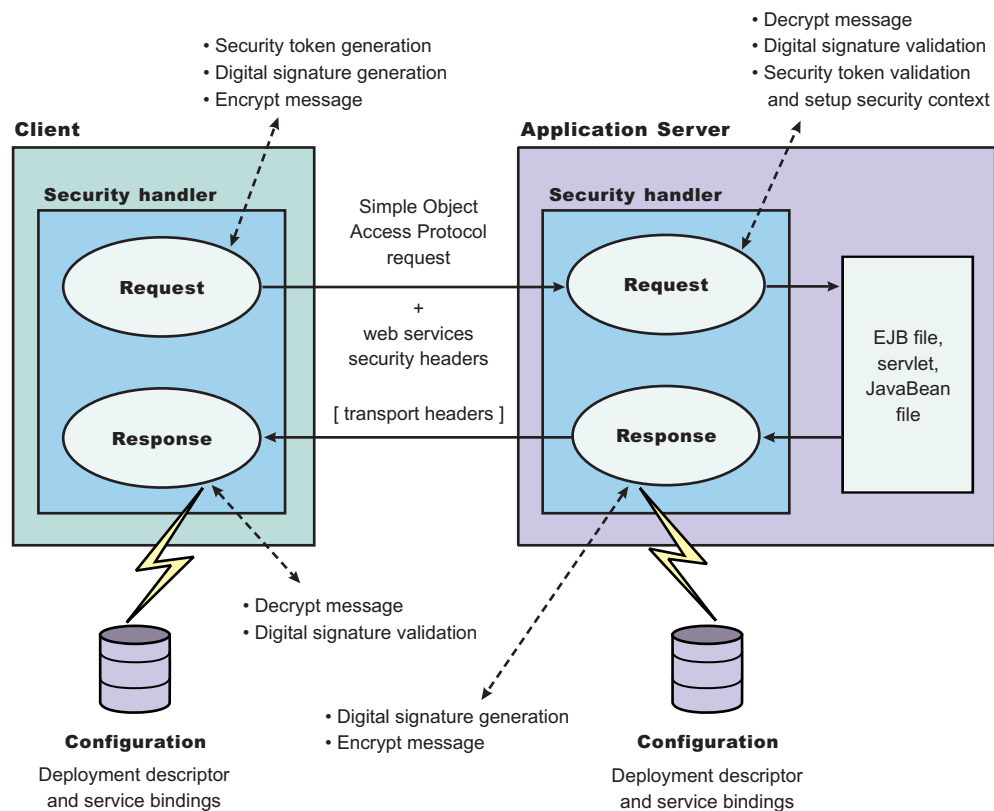 • Security token generation
• Digital signature generation
• Encrypt message
• Decrypt message
• Digital signature validation
• Security token validation
and setup security context
Client
Application Server
Security handler
Security handler
Simple Object
Access Protocol
request
Request
Request
+
web services
security headers
EJB file,
servlet,
JavaBean
file
[ transport headers ]
Response
Response
• Decrypt message
• Digital signature validation
• Digital signature generation
• Encrypt message
Configuration
Deployment descriptor
and service bindings
Configuration
Deployment descriptor
and service bindings